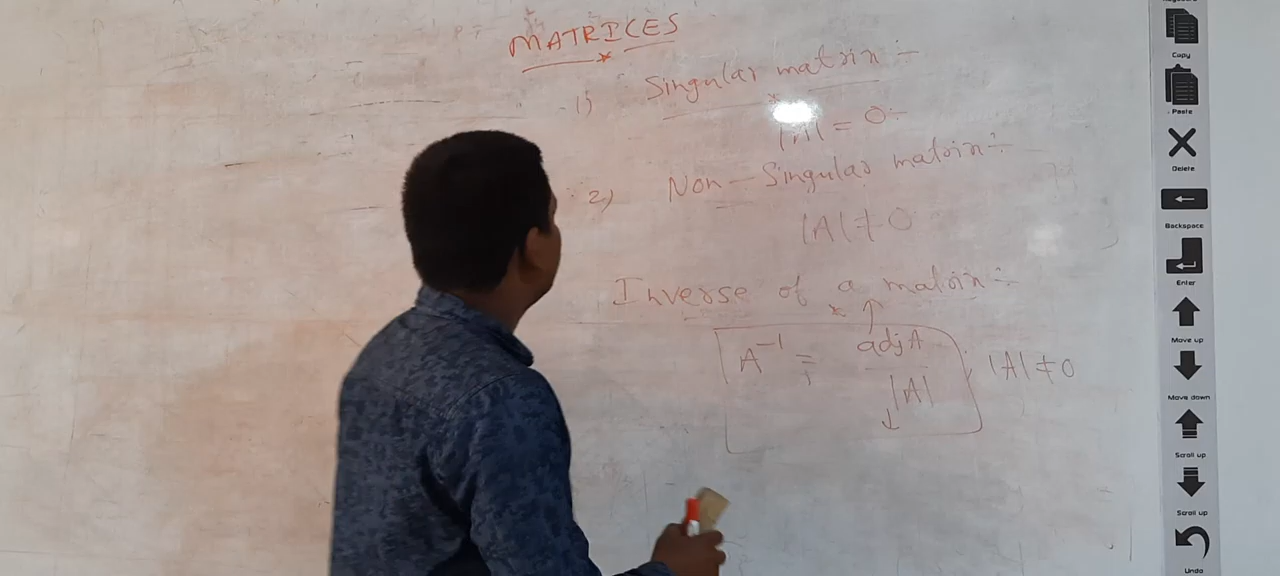 MATRICES
1) Singular matrix :-
|A| = 0 -
2) Non - Singular matrix :-
|A| ≠ 0
Inverse of a matrix :-
A⁻¹ = adj A / |A| ; |A| ≠ 0
Copy
Paste
Delete
Backspace
Enter
Move up
Move down
Scroll up
Scroll up
Undo